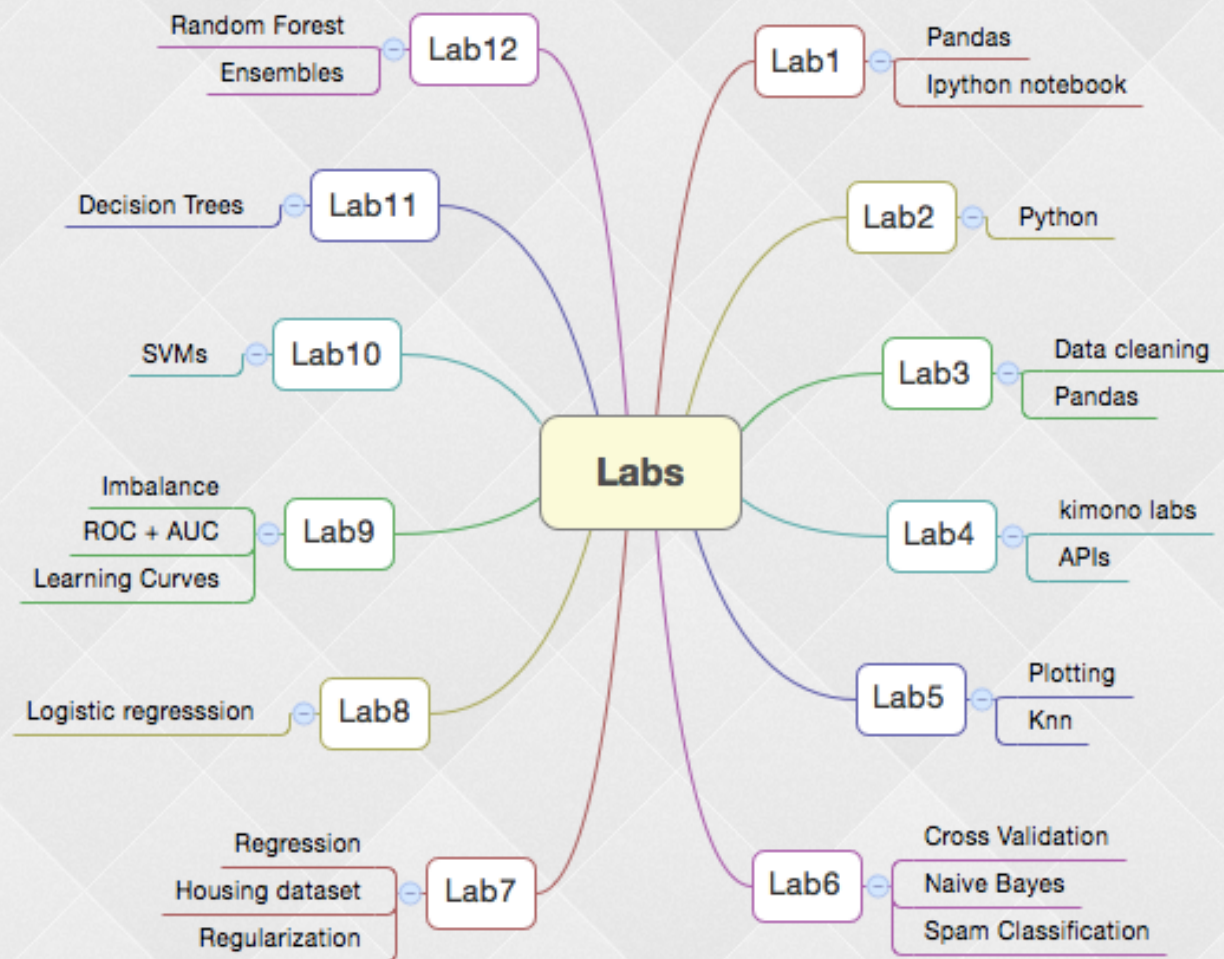 Labs
Lab1
Pandas
Ipython notebook
Lab2
Python
Lab3
Data cleaning
Pandas
Lab4
kimono labs
APIs
Lab5
Plotting
Knn
Lab6
Cross Validation
Naive Bayes
Spam Classification
Lab7
Regression
Housing dataset
Regularization
Lab8
Logistic regresssion
Lab9
Imbalance
ROC + AUC
Learning Curves
Lab10
SVMs
Lab11
Decision Trees
Lab12
Random Forest
Ensembles